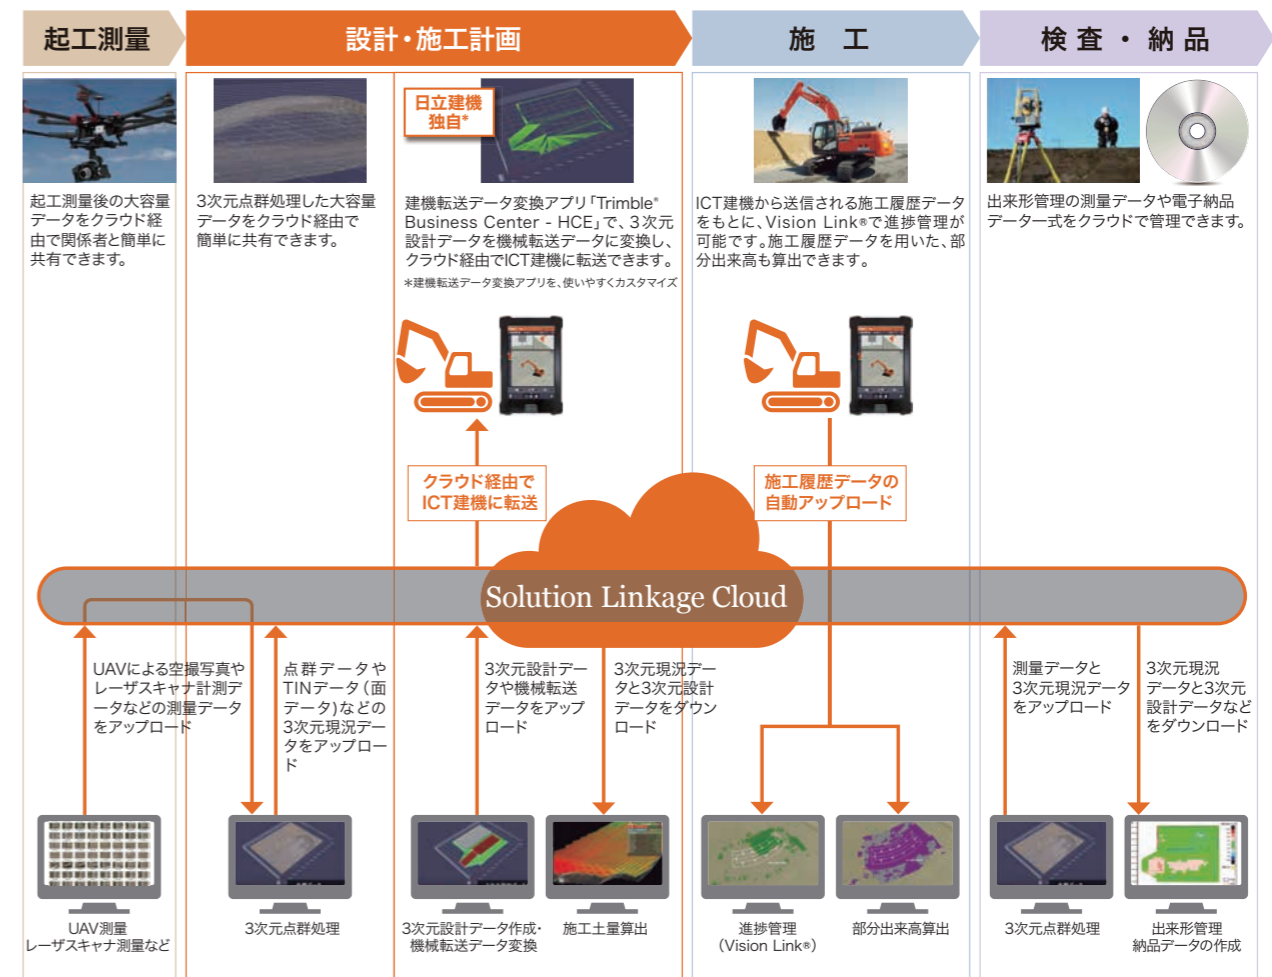 起工測量
設計・施工計画
施　工
検 査 ・ 納 品
起工測量後の大容量
データをクラウド経
由で関係者と簡単に
共有できます。
3次元点群処理した大容量
データをクラウド経由で
簡単に共有できます。
日立建機
独自*
建機転送データ変換アプリ「Trimble®
Business Center - HCE」で、3次元
設計データを機械転送データに変換し、
クラウド経由でICT建機に転送できます。
*建機転送データ変換アプリを、使いやすくカスタマイズ
ICT建機から送信される施工履歴データ
をもとに、Vision Link®で進捗管理が
可能です。施工履歴データを用いた、部
分出来高も算出できます。
出来形管理の測量データや電子納品
データ一式をクラウドで管理できます。
クラウド経由で
ICT建機に転送
施工履歴データの
自動アップロード
Solution Linkage Cloud
UAVによる空撮写真や
レーザスキャナ計測デ
ータなどの測量データ
をアップロード
点群データや
TINデータ(面
データ)などの
3次元現況デー
タをアップロー
ド
3次元設計デー
タや機械転送
データをアップ
ロード
3次元現況デー
タと3次元設計
データをダウン
ロード
測量データと
3次元現況データ
をアップロード
3次元現況
データと3次元
設計データなど
をダウンロード
UAV測量
レーザスキャナ測量など
3次元点群処理
3次元設計データ作成・
機械転送データ変換
施工土量算出
進捗管理
(Vision Link®)
部分出来高算出
3次元点群処理
出来形管理
納品データの作成